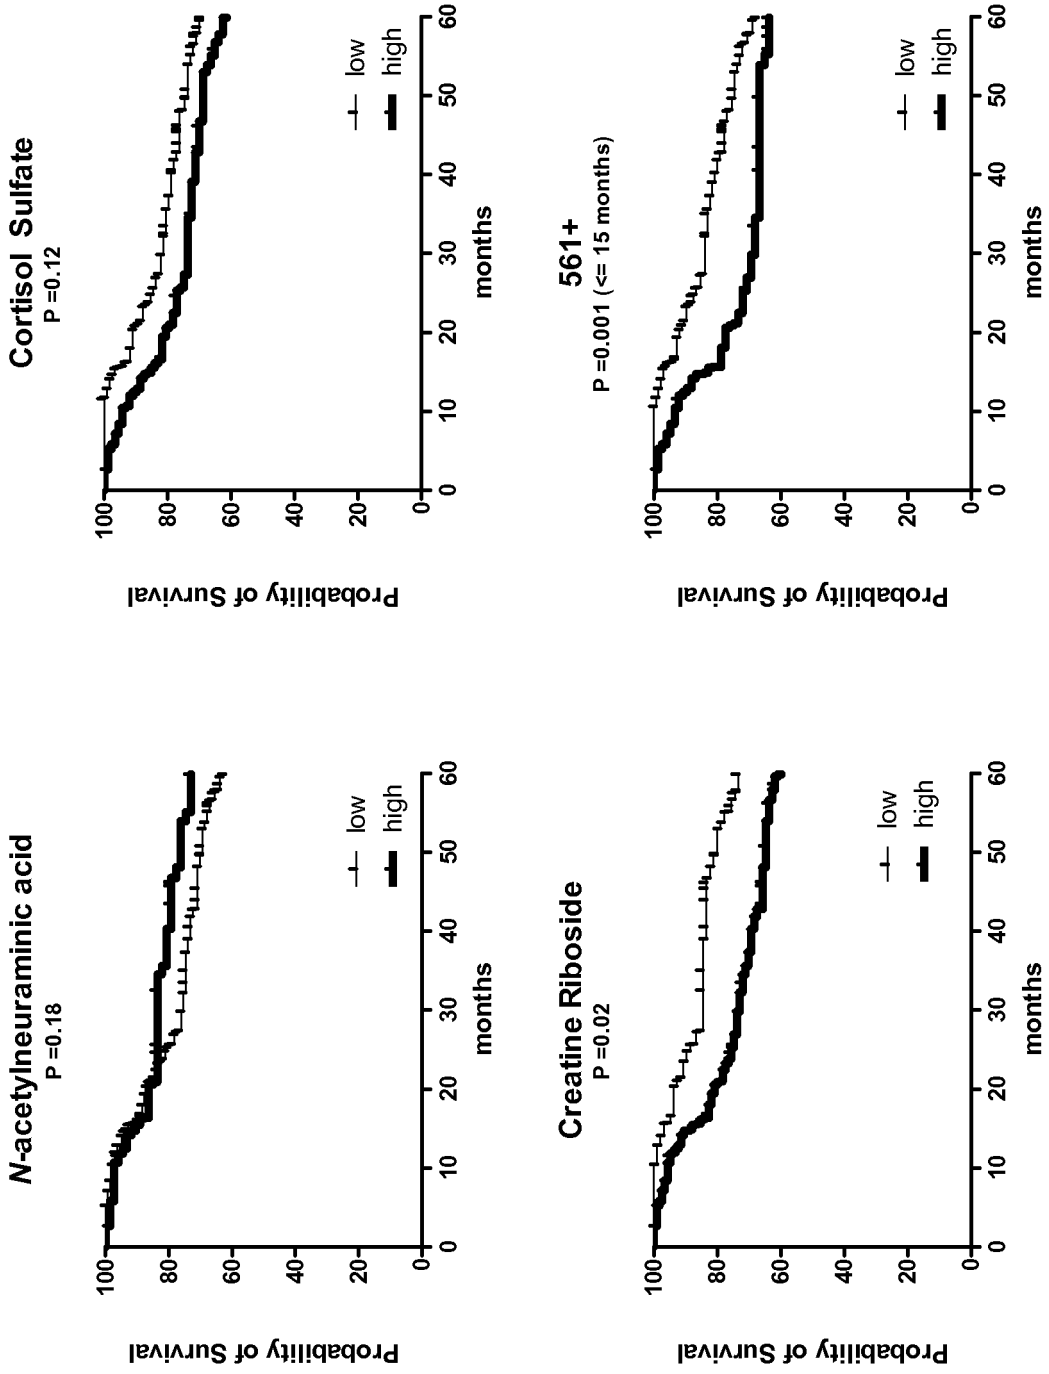 N-acetylneuraminic acid
P =0.18
Probability of Survival
100
80
60
40
20
0
0 10 20 30 40 50 60
months
low
high
Cortisol Sulfate
P =0.12
Probability of Survival
100
80
60
40
20
0
0 10 20 30 40 50 60
months
low
high
Creatine Riboside
P =0.02
Probability of Survival
100
80
60
40
20
0
0 10 20 30 40 50 60
months
low
high
561+
P =0.001 (<= 15 months)
Probability of Survival
100
80
60
40
20
0
0 10 20 30 40 50 60
months
low
high